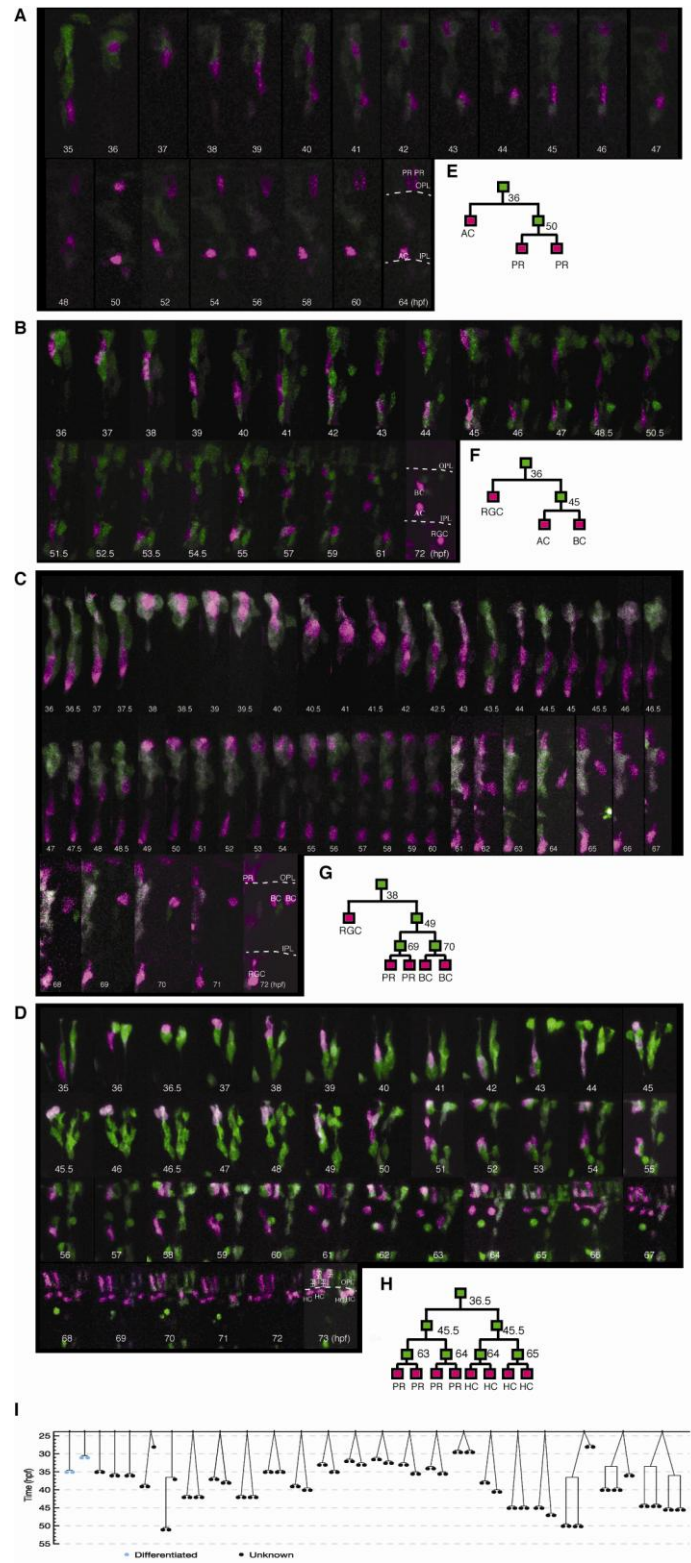 A
35 36 37 38 39 40 41 42 43 44 45 46 47
PR PR
OPL
AC IPL
48 50 52 54 56 58 60 64 (hpf)
E
36
AC
50
PR PR
B
36 37 38 39 40 41 42 43 44 45 46 47 48.5 50.5
OPL
BC
AC
IPL
RGC
51.5 52.5 53.5 54.5 55 57 59 61 72 (hpf)
F
36
RGC
45
AC BC
C
36 36.5 37 37.5 38 38.5 39 39.5 40 40.5 41 41.5 42 42.5 43 43.5 44 44.5 45 45.5 46 46.5
47 47.5 48 48.5 49 50 51 52 53 54 55 56 57 58 59 60 61 62 63 64 65 66 67
PR OPL
BC BC
IPL
RGC
68 69 70 71 72 (hpf)
G
38
RGC
49
69 70
PR PR BC BC
D
35 36 36.5 37 38 39 40 41 42 43 44 45
45.5 46 46.5 47 48 49 50 51 52 53 54 55
56 57 58 59 60 61 62 63 64 65 66 67
OPL
HC HC
68 69 70 71 72 73 (hpf)
H
36.5
45.5 45.5
63 64 64 65
PR PR PR PR HC HC HC HC
I
Time (hpf)
25
30
35
40
45
50
55
Differentiated Unknown